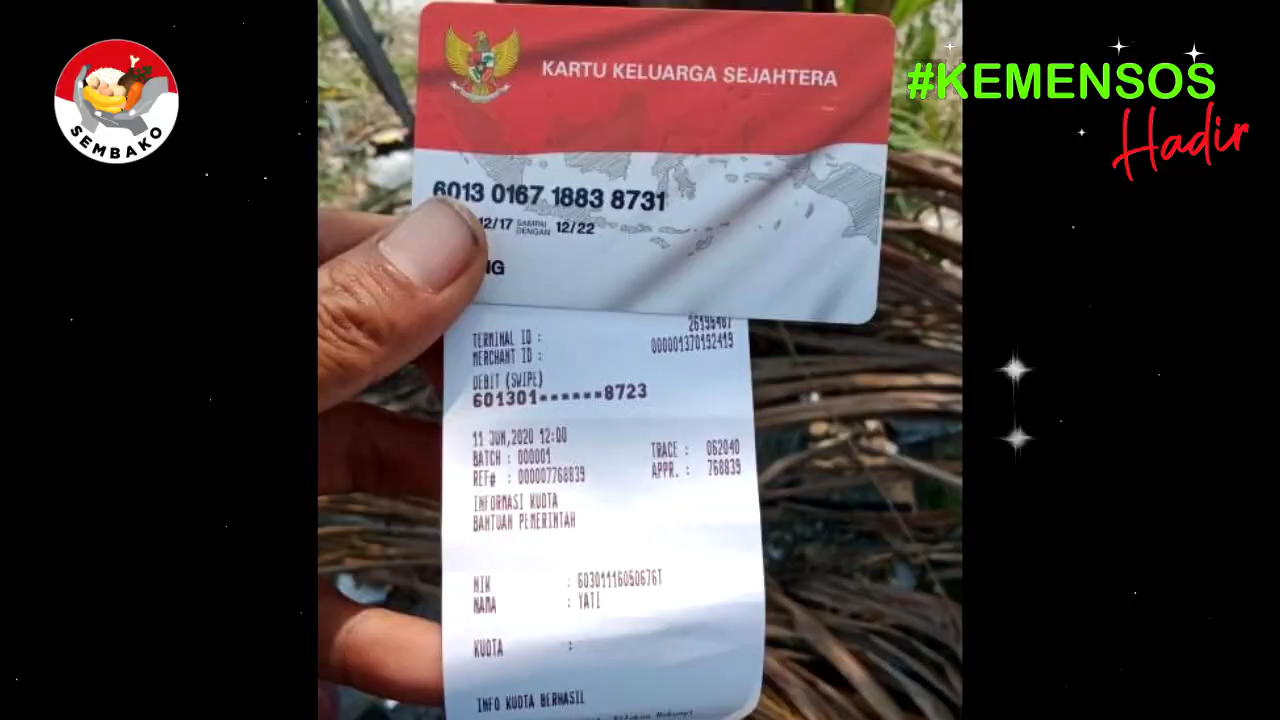 SEMBAKO
#KEMENSOS
Hadir
KARTU KELUARGA SEJAHTERA
6013 0167 1883 8731
12/17 SAMPAI DENGAN 12/22
NG
26195487
TERMINAL ID :
000001370192419
MERCHANT ID :
DEBIT (SWIPE)
601301******8723
11 JUN,2020 12:00
BATCH : 000001 TRACE : 062040
REF# : 000007768839 APPR. : 768839
INFORMASI KUOTA
BANTUAN PEMERINTAH
NIK : 6030111605067GT
NAMA : YATI
KUOTA :
INFO KUOTA BERHASIL